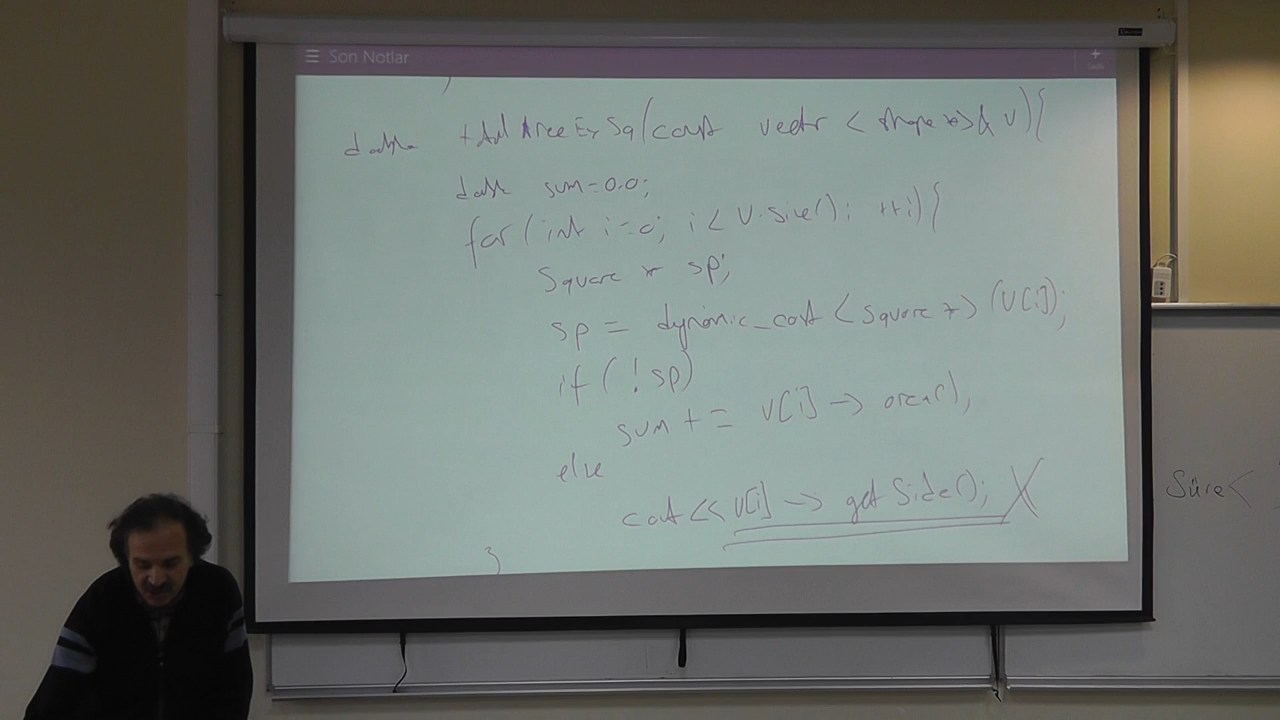 Son Notlar
double totalAreaExSq(const vector <shape *>& v){
double sum=0.0;
for(int i=0; i< v.size(); ++i){
Square * sp;
sp = dynamic_cast <square *> (v[i]);
if (!sp)
sum += v[i] -> area();
else
cout << v[i] -> getSide(); X
}
Süre<